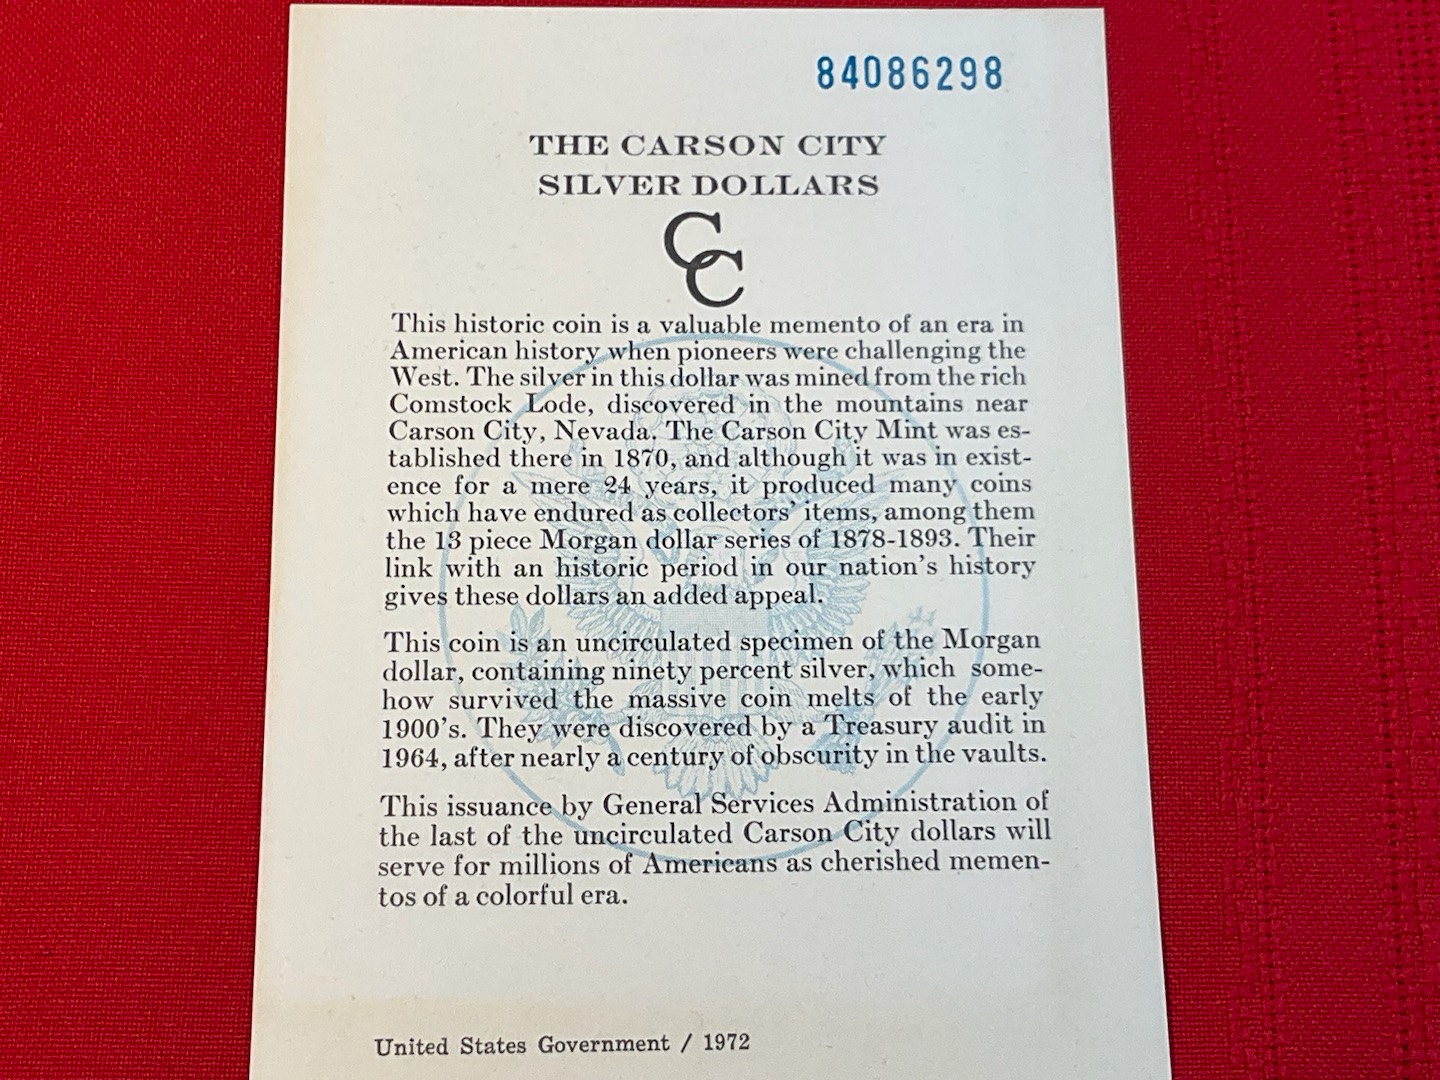 84086298
THE CARSON CITY
SILVER DOLLARS
CC
This historic coin is a valuable memento of an era in
American history when pioneers were challenging the
West. The silver in this dollar was mined from the rich
Comstock Lode, discovered in the mountains near
Carson City, Nevada. The Carson City Mint was es-
tablished there in 1870, and although it was in exist-
ence for a mere 24 years, it produced many coins
which have endured as collectors' items, among them
the 13 piece Morgan dollar series of 1878-1893. Their
link with an historic period in our nation's history
gives these dollars an added appeal.
This coin is an uncirculated specimen of the Morgan
dollar, containing ninety percent silver, which some-
how survived the massive coin melts of the early
1900's. They were discovered by a Treasury audit in
1964, after nearly a century of obscurity in the vaults.
This issuance by General Services Administration of
the last of the uncirculated Carson City dollars will
serve for millions of Americans as cherished memen-
tos of a colorful era.
United States Government / 1972